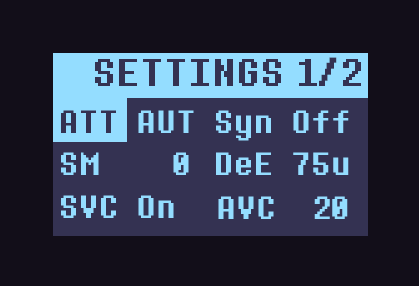 SETTINGS 1/2
ATT AUT Syn Off
SM 0 DeE 75u
SVC On AVC 20